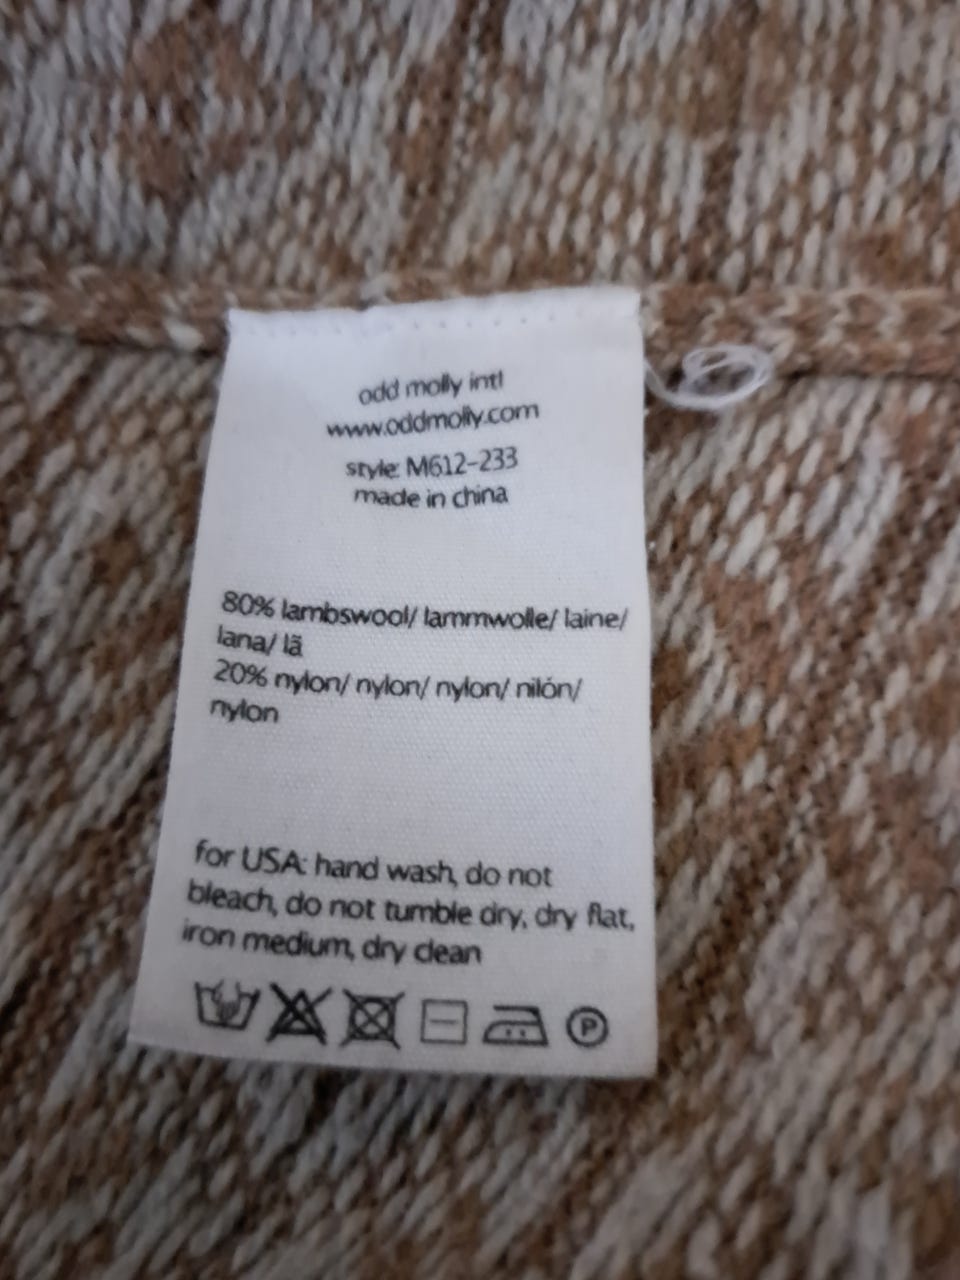 odd molly intl
www.oddmolly.com
style: M612-233
made in china
80% lambswool/ lammwolle/ laine/
lana/ lã
20% nylon/ nylon/ nylon/ nilón/
nylon
for USA: hand wash, do not
bleach, do not tumble dry, dry flat,
iron medium, dry clean
P